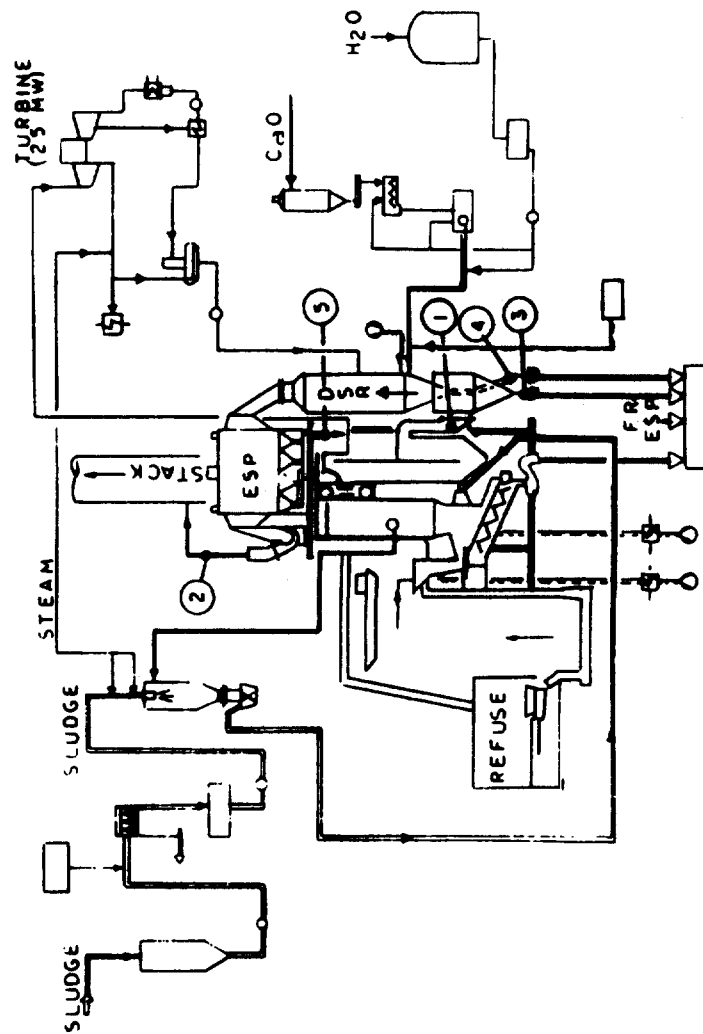 H2O
TURBINE
(25 MW)
CaO
5
1
4
3
DSR
FR
ESP
STACK
ESP
2
STEAM
SLUDGE
REFUSE
SLUDGE